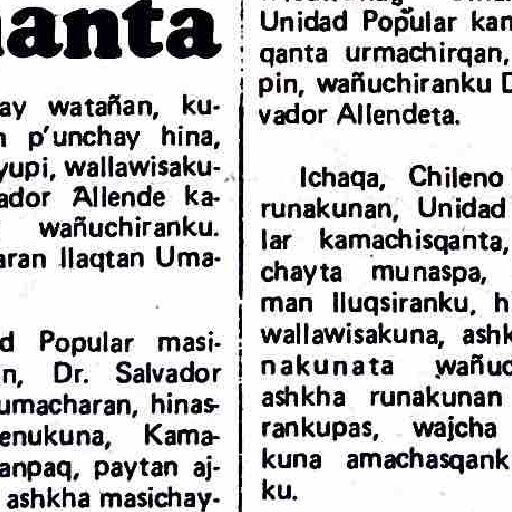 anta
ay watañan, ku-
p'unchay hina,
yupi, wallawisaku-
ador Allende ka-
wañuchiranku.
aran llaqtan Uma-
d Popular masi-
n, Dr. Salvador
umacharan, hinas-
enukuna, Kama-
anpaq, paytan aj-
ashkha masichay-
Unidad Popular kam
qanta urmachirqan,
pin, wañuchiranku D
vador Allendeta.
Ichaqa, Chileno
runakunan, Unidad
lar kamachisqanta,
chayta munaspa,
man lluqsiranku, h
wallawisakuna, ashk
nakunata wañuc
ashkha runakunan
rankupas, wajcha
kuna amachasqank
ku.